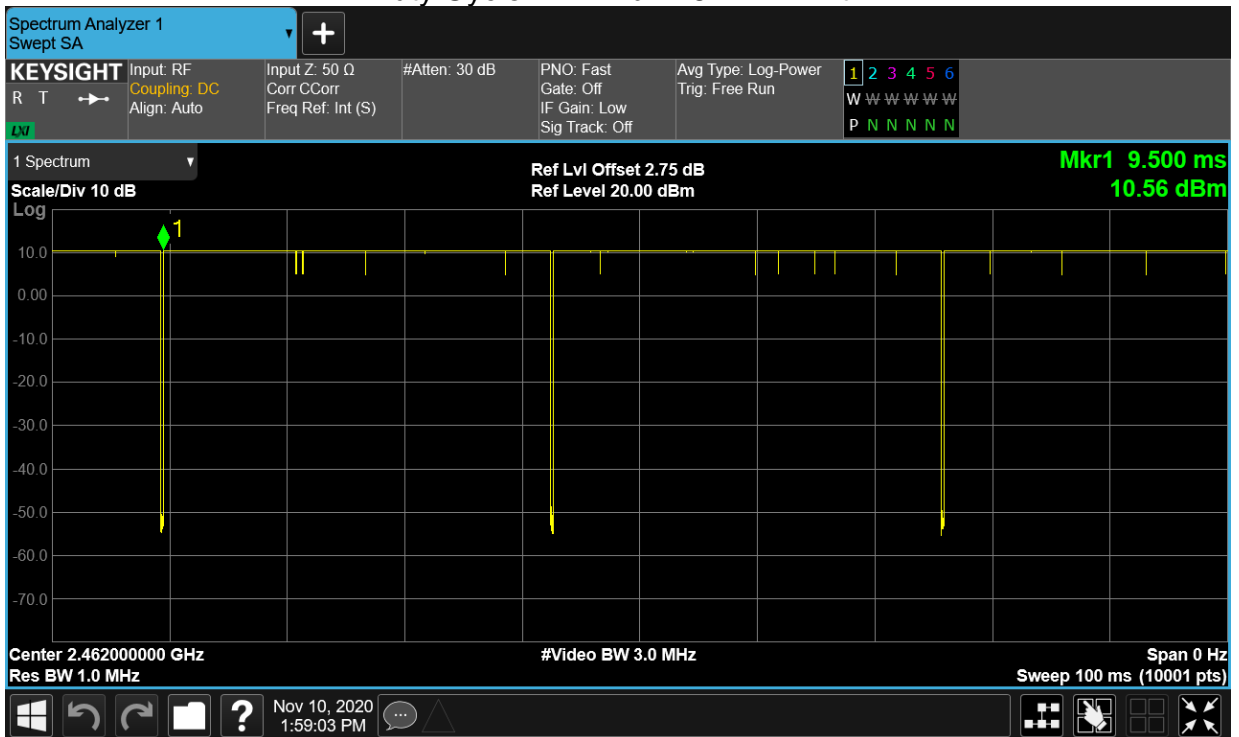 Spectrum Analyzer 1
Swept SA
+
KEYSIGHT Input: RF Input Z: 50 Ω #Atten: 30 dB PNO: Fast Avg Type: Log-Power 1 2 3 4 5 6
R T Coupling: DC Corr CCorr Gate: Off Trig: Free Run W W W W W W
Align: Auto Freq Ref: Int (S) IF Gain: Low
LXI Sig Track: Off P N N N N N
1 Spectrum Ref Lvl Offset 2.75 dB Mkr1 9.500 ms
Scale/Div 10 dB Ref Level 20.00 dBm 10.56 dBm
Log
1
10.0
0.00
-10.0
-20.0
-30.0
-40.0
-50.0
-60.0
-70.0
Center 2.462000000 GHz #Video BW 3.0 MHz Span 0 Hz
Res BW 1.0 MHz Sweep 100 ms (10001 pts)
? Nov 10, 2020
1:59:03 PM